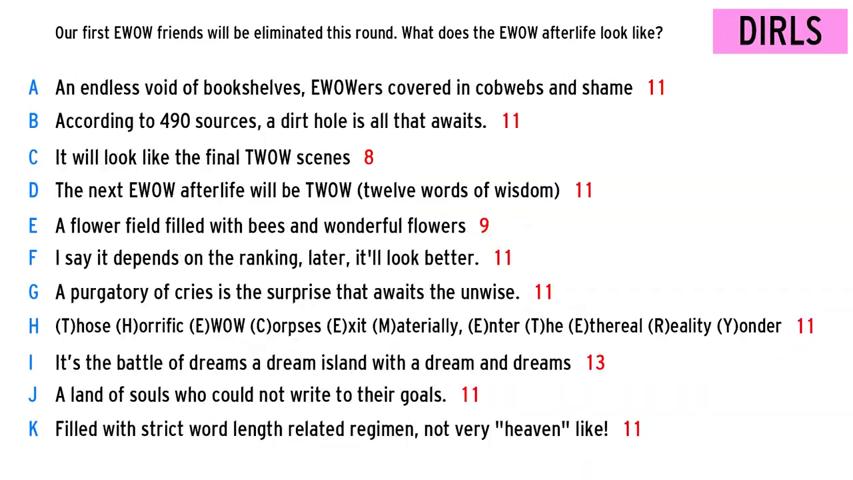 Our first EWOW friends will be eliminated this round. What does the EWOW afterlife look like?
DIRLS
A An endless void of bookshelves, EWOWers covered in cobwebs and shame 11
B According to 490 sources, a dirt hole is all that awaits. 11
C It will look like the final TWOW scenes 8
D The next EWOW afterlife will be TWOW (twelve words of wisdom) 11
E A flower field filled with bees and wonderful flowers 9
F I say it depends on the ranking, later, it'll look better. 11
G A purgatory of cries is the surprise that awaits the unwise. 11
H (T)hose (H)orrific (E)WOW (C)orpses (E)xit (M)aterially, (E)nter (T)he (E)thereal (R)eality (Y)onder 11
I It's the battle of dreams a dream island with a dream and dreams 13
J A land of souls who could not write to their goals. 11
K Filled with strict word length related regimen, not very "heaven" like! 11